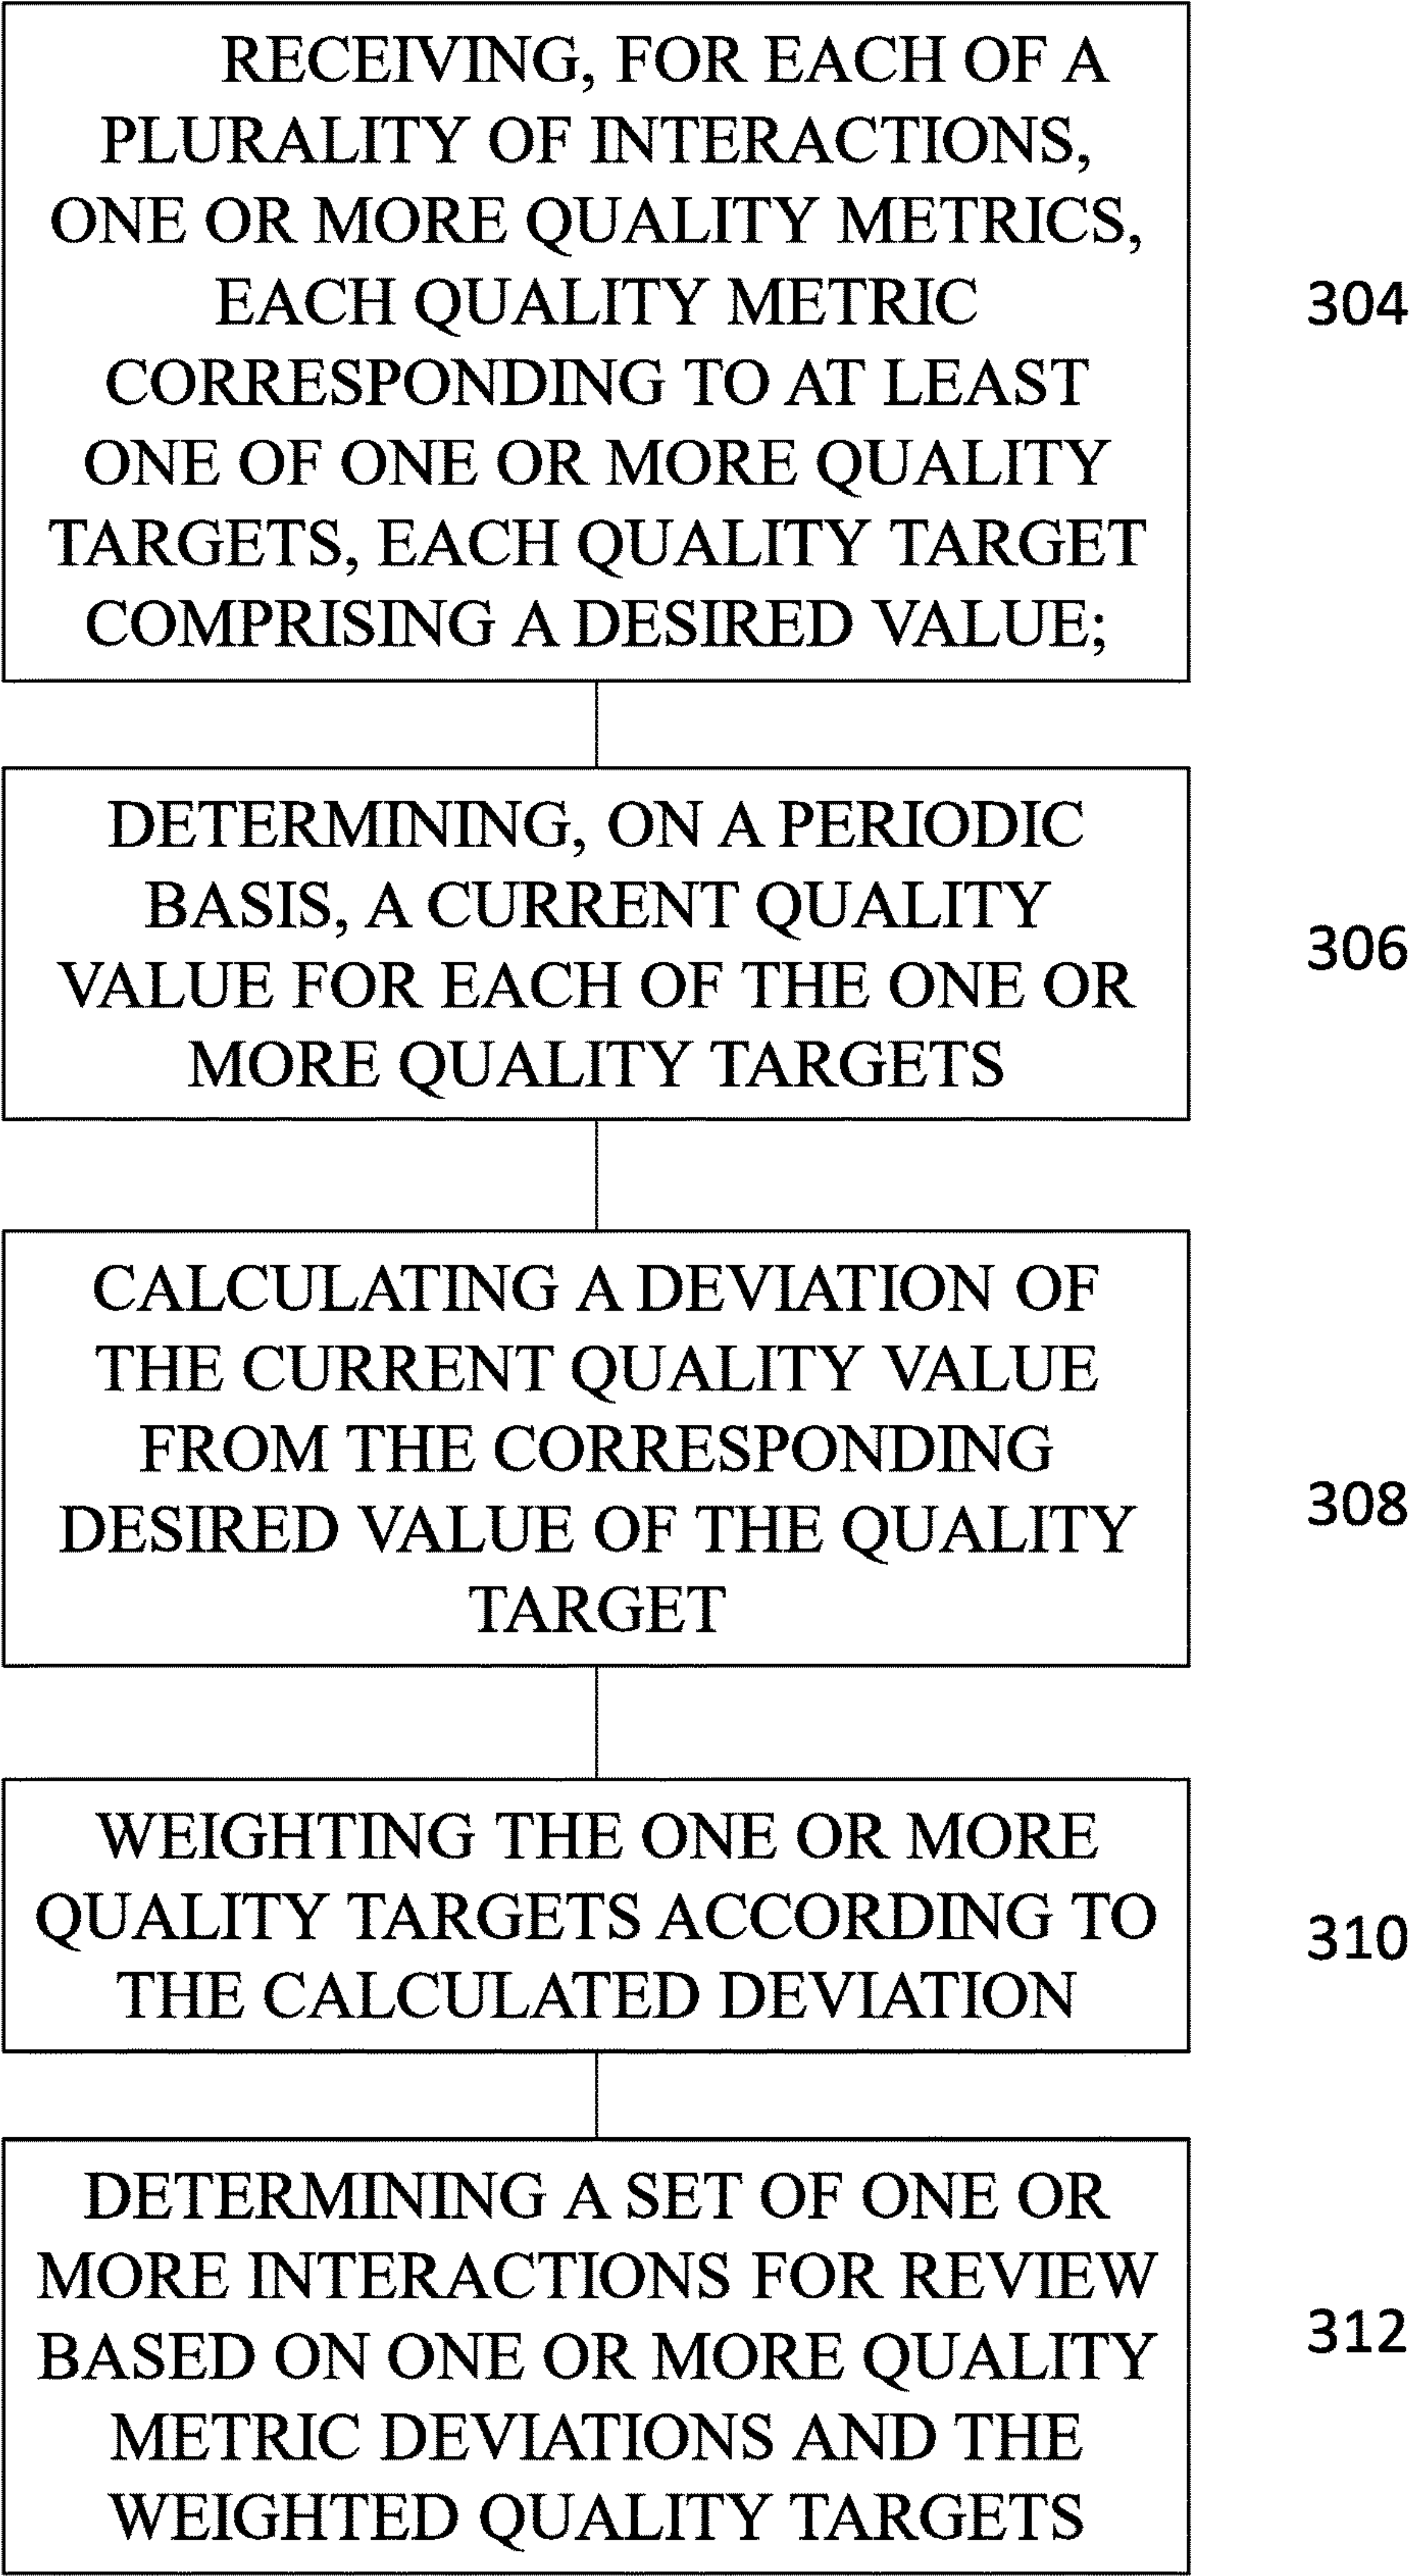 RECEIVING, FOR EACH OF A
PLURALITY OF INTERACTIONS,
ONE OR MORE QUALITY METRICS,
EACH QUALITY METRIC
CORRESPONDING TO AT LEAST
ONE OF ONE OR MORE QUALITY
TARGETS, EACH QUALITY TARGET
COMPRISING A DESIRED VALUE;
304
DETERMINING, ON A PERIODIC
BASIS, A CURRENT QUALITY
VALUE FOR EACH OF THE ONE OR
MORE QUALITY TARGETS
306
CALCULATING A DEVIATION OF
THE CURRENT QUALITY VALUE
FROM THE CORRESPONDING
DESIRED VALUE OF THE QUALITY
TARGET
308
WEIGHTING THE ONE OR MORE
QUALITY TARGETS ACCORDING TO
THE CALCULATED DEVIATION
310
DETERMINING A SET OF ONE OR
MORE INTERACTIONS FOR REVIEW
BASED ON ONE OR MORE QUALITY
METRIC DEVIATIONS AND THE
WEIGHTED QUALITY TARGETS
312